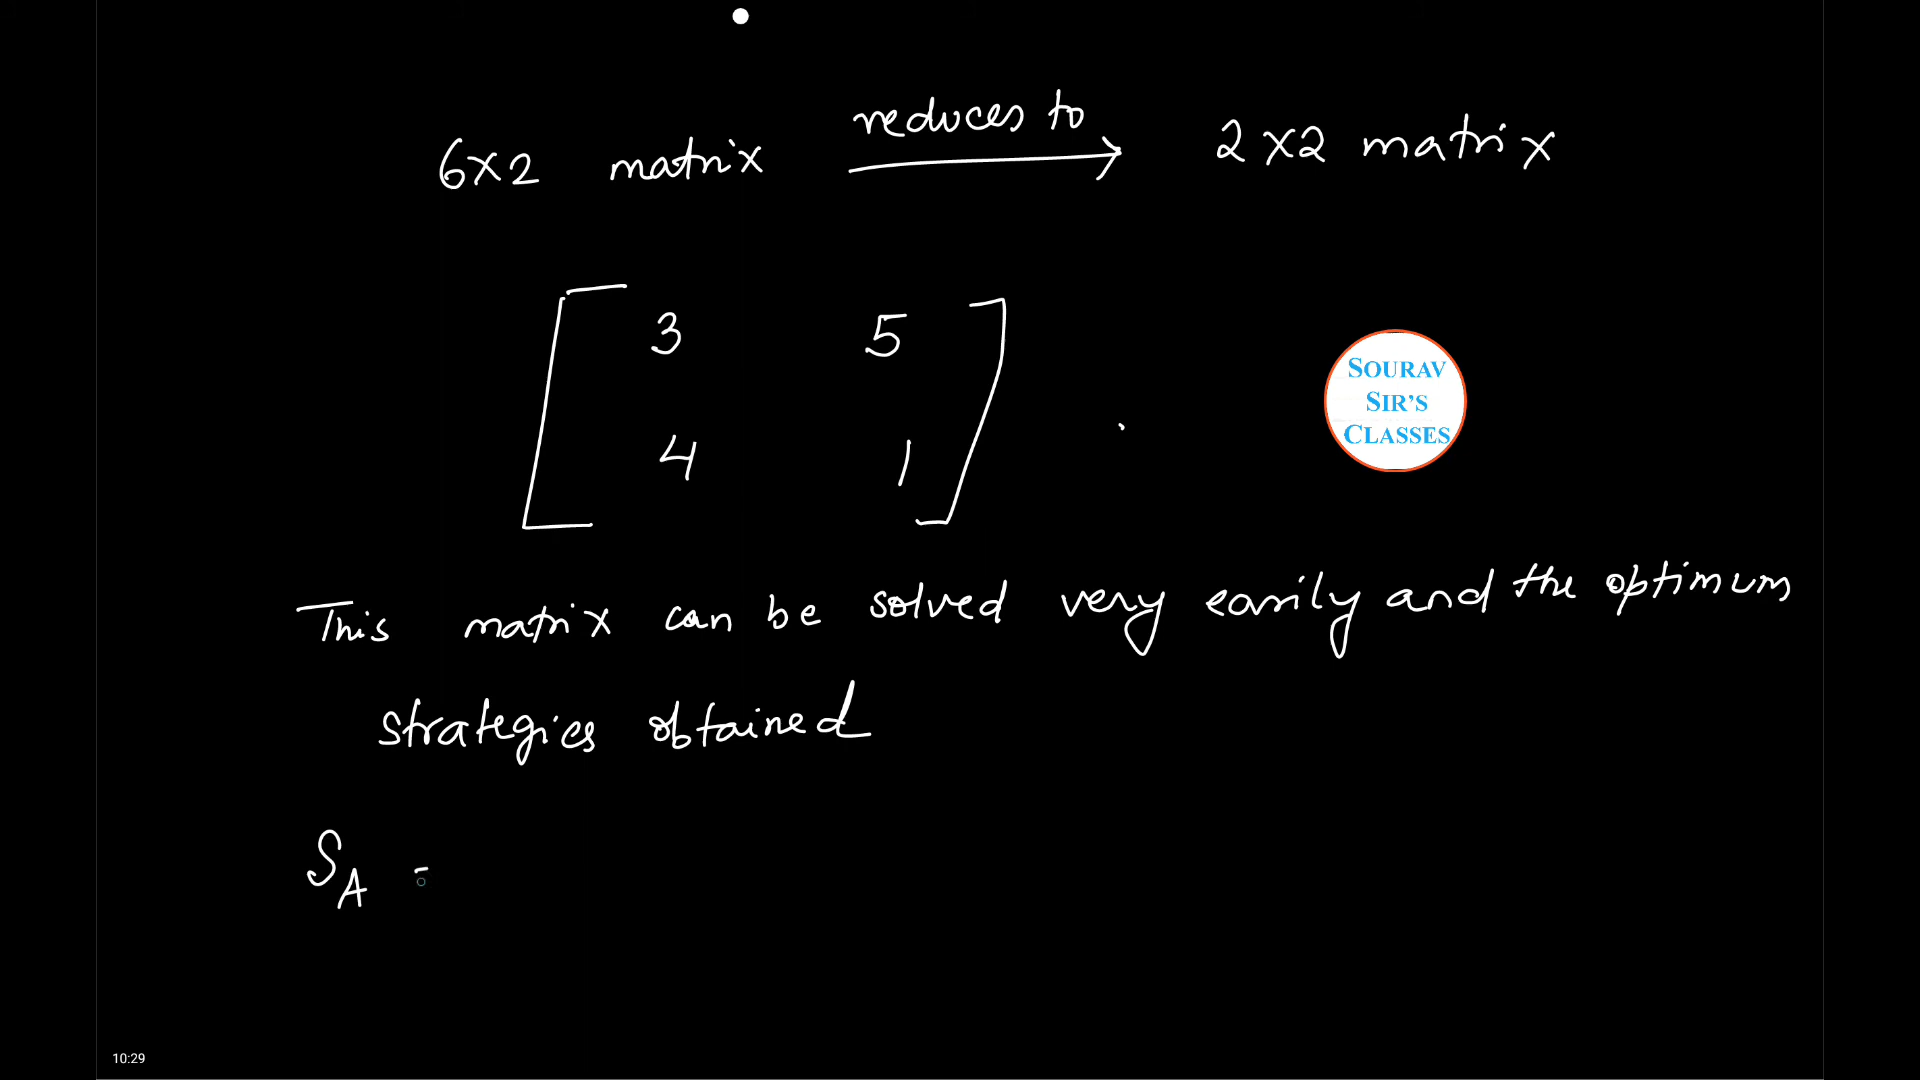 6x2 matrix reduces to 2x2 matrix
3 5
4 1
SOURAV
SIR'S
CLASSES
This matrix can be solved very easily and the optimum
strategies obtained
S_A =
10:29